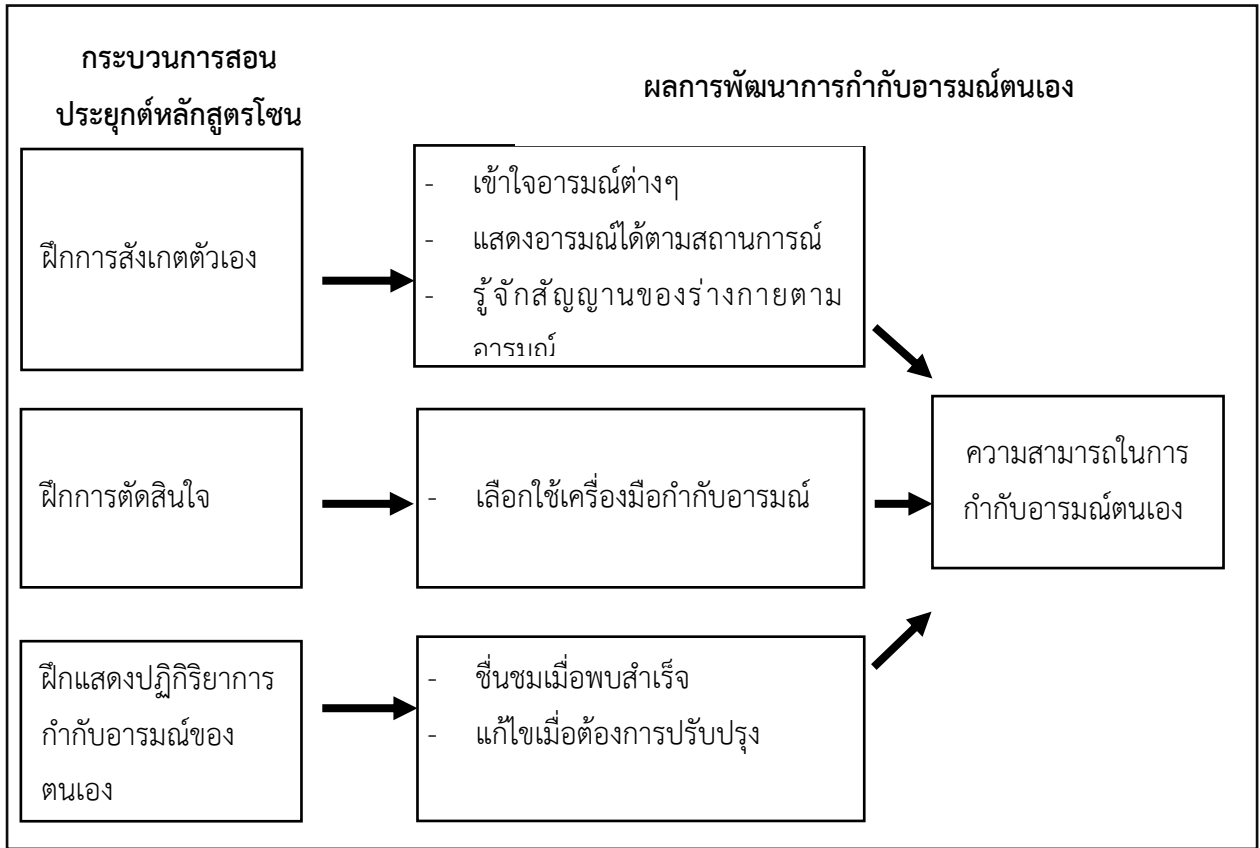 กระบวนการสอน
ประยุกต์หลักสูตรโซน
ผลการพัฒนาการกำกับอารมณ์ตนเอง
ฝึกการสังเกตตัวเอง
- เข้าใจอารมณ์ต่างๆ
- แสดงอารมณ์ได้ตามสถานการณ์
- รู้จักสัญญานของร่างกายตาม
อารมณ์
ฝึกการตัดสินใจ
- เลือกใช้เครื่องมือกำกับอารมณ์
ความสามารถในการ
กำกับอารมณ์ตนเอง
ฝึกแสดงปฏิกิริยาการ
กำกับอารมณ์ของ
ตนเอง
- ชื่นชมเมื่อพบสำเร็จ
- แก้ไขเมื่อต้องการปรับปรุง